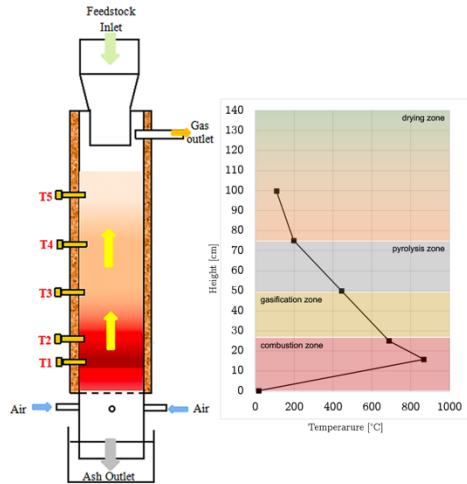 Feedstock
Inlet
Gas
outlet
T5
T4
T3
T2
T1
Air
Air
Ash Outlet
140
130
120
110
100
90
80
70
60
50
40
30
20
10
0
Height [cm]
drying zone
pyrolysis zone
gasification zone
combustion zone
0
200
400
600
800
1000
Temperarure [°C]